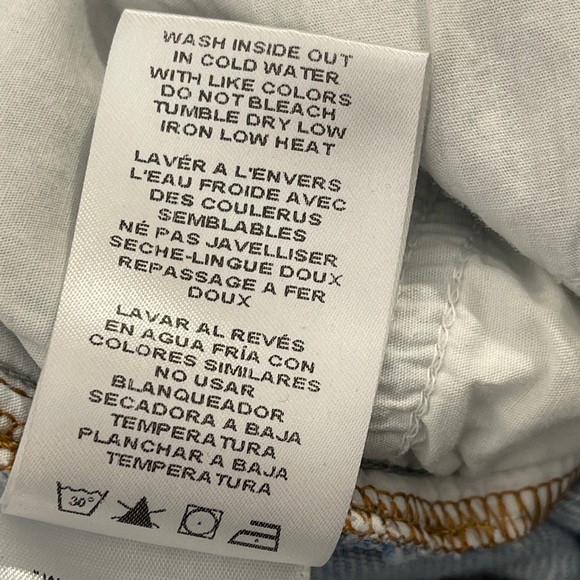 WASH INSIDE OUT
IN COLD WATER
WITH LIKE COLORS
DO NOT BLEACH
TUMBLE DRY LOW
IRON LOW HEAT
LAVÉR A L'ENVERS
L'EAU FROIDE AVEC
DES COULERUS
SEMBLABLES
NÉ PAS JAVELLISER
SECHE-LINGUE DOUX
REPASSAGE A FER
DOUX
LAVAR AL REVÉS
EN AGUA FRÍA CON
COLORES SIMILARES
NO USAR
BLANQUEADOR
SECADORA A BAJA
TEMPERATURA
PLANCHAR A BAJA
TEMPERATURA
30°